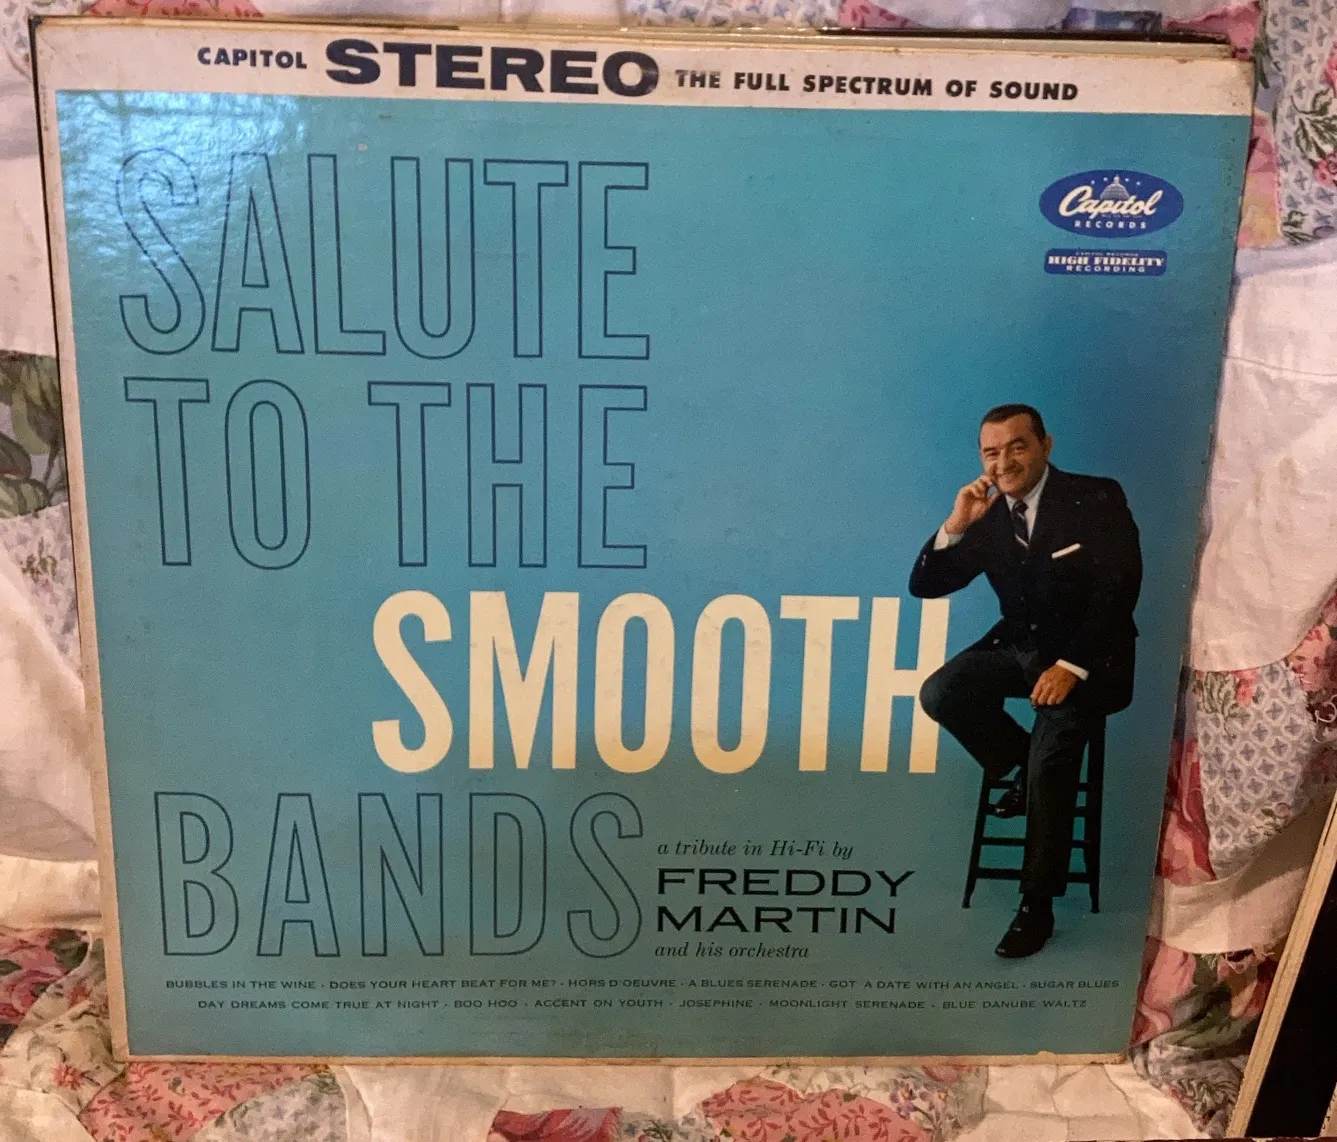 CAPITOL STEREO THE FULL SPECTRUM OF SOUND
SALUTE
TO THE
SMOOTH
BANDS
Capitol
RECORDS
HIGH FIDELITY
RECORDING
a tribute in Hi-Fi by
FREDDY
MARTIN
and his orchestra
BUBBLES IN THE WINE · DOES YOUR HEART BEAT FOR ME? · HORS D OEUVRE · A BLUES SERENADE · GOT A DATE WITH AN ANGEL · SUGAR BLUES
DAY DREAMS COME TRUE AT NIGHT · BOO HOO · ACCENT ON YOUTH · JOSEPHINE · MOONLIGHT SERENADE · BLUE DANUBE WALTZ